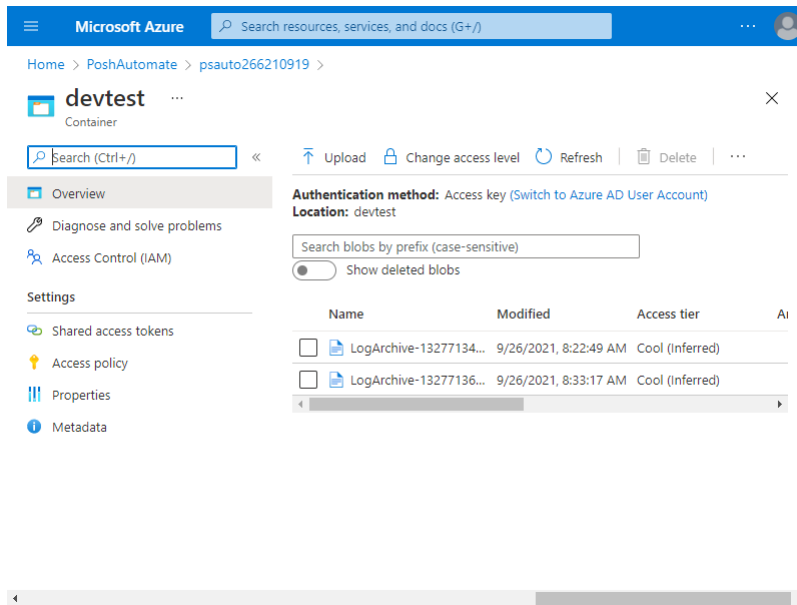 Microsoft Azure
Search resources, services, and docs (G+/)
...
Home > PoshAutomate > psauto266210919 >
devtest ...
Container
Search (Ctrl+/)
«
Upload
Change access level
Refresh
Delete
...
Overview
Diagnose and solve problems
Access Control (IAM)
Settings
Shared access tokens
Access policy
Properties
Metadata
Authentication method: Access key (Switch to Azure AD User Account)
Location: devtest
Search blobs by prefix (case-sensitive)
Show deleted blobs
Name Modified Access tier
LogArchive-13277134... 9/26/2021, 8:22:49 AM Cool (Inferred)
LogArchive-13277136... 9/26/2021, 8:33:17 AM Cool (Inferred)